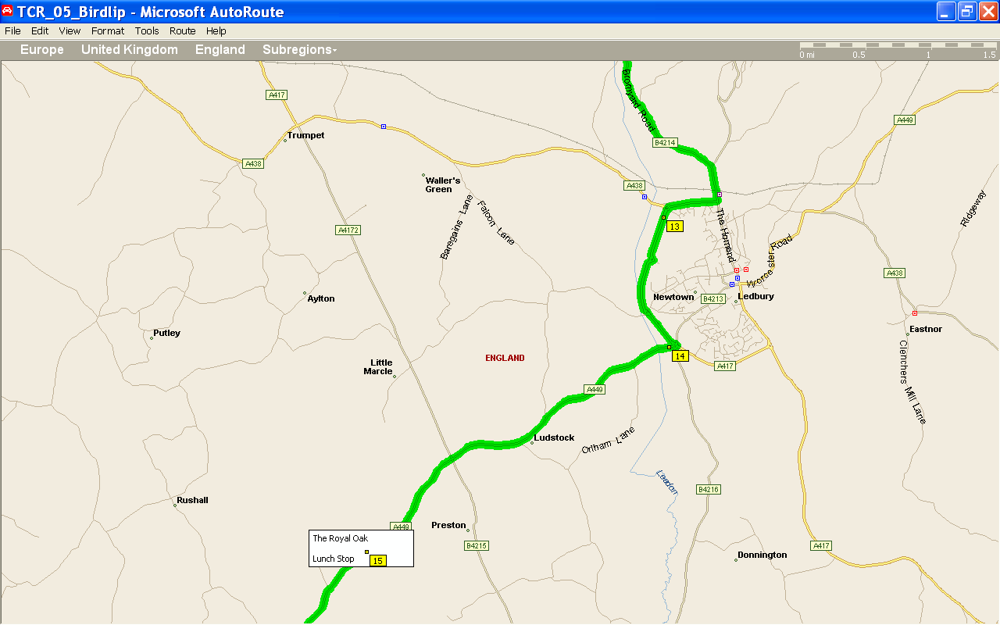 TCR_05_Birdlip - Microsoft AutoRoute
File Edit View Format Tools Route Help
Europe United Kingdom England Subregions
0 mi 0.5 1 1.5
Bromyard Road
A417
A449
Trumpet
B4214
A438
Waller's
Green
A438
Baregains Lane
Falcon Lane
Ridgeway
The Homend
13
A4172
Worcester Road
A438
Aylton
Newtown
B4213
Ledbury
Putley
Eastnor
ENGLAND
14
Little
Marcle
A417
Clenchers Mill Lane
A449
Ludstock
Orlham Lane
Leadon
B4216
Rushall
A449
Preston
The Royal Oak
Lunch Stop
15
B4215
A417
Donnington